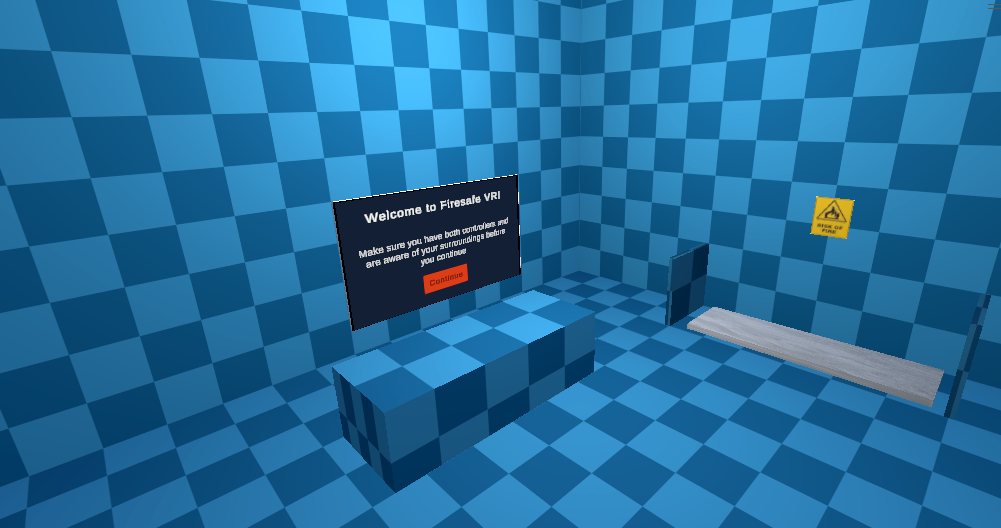 Welcome to Firesafe VR!
Make sure you have both controllers and
are aware of your surroundings before
you continue
Continue
RISK OF
FIRE